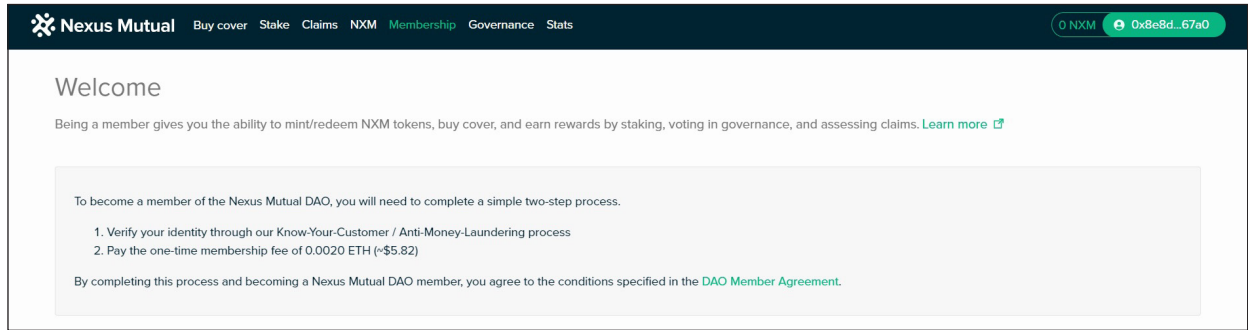 Nexus Mutual Buy cover Stake Claims NXM Membership Governance Stats 0 NXM 0x8e8d...67a0
Welcome
Being a member gives you the ability to mint/redeem NXM tokens, buy cover, and earn rewards by staking, voting in governance, and assessing claims. Learn more
To become a member of the Nexus Mutual DAO, you will need to complete a simple two-step process.
1. Verify your identity through our Know-Your-Customer / Anti-Money-Laundering process
2. Pay the one-time membership fee of 0.0020 ETH (~$5.82)
By completing this process and becoming a Nexus Mutual DAO member, you agree to the conditions specified in the DAO Member Agreement.